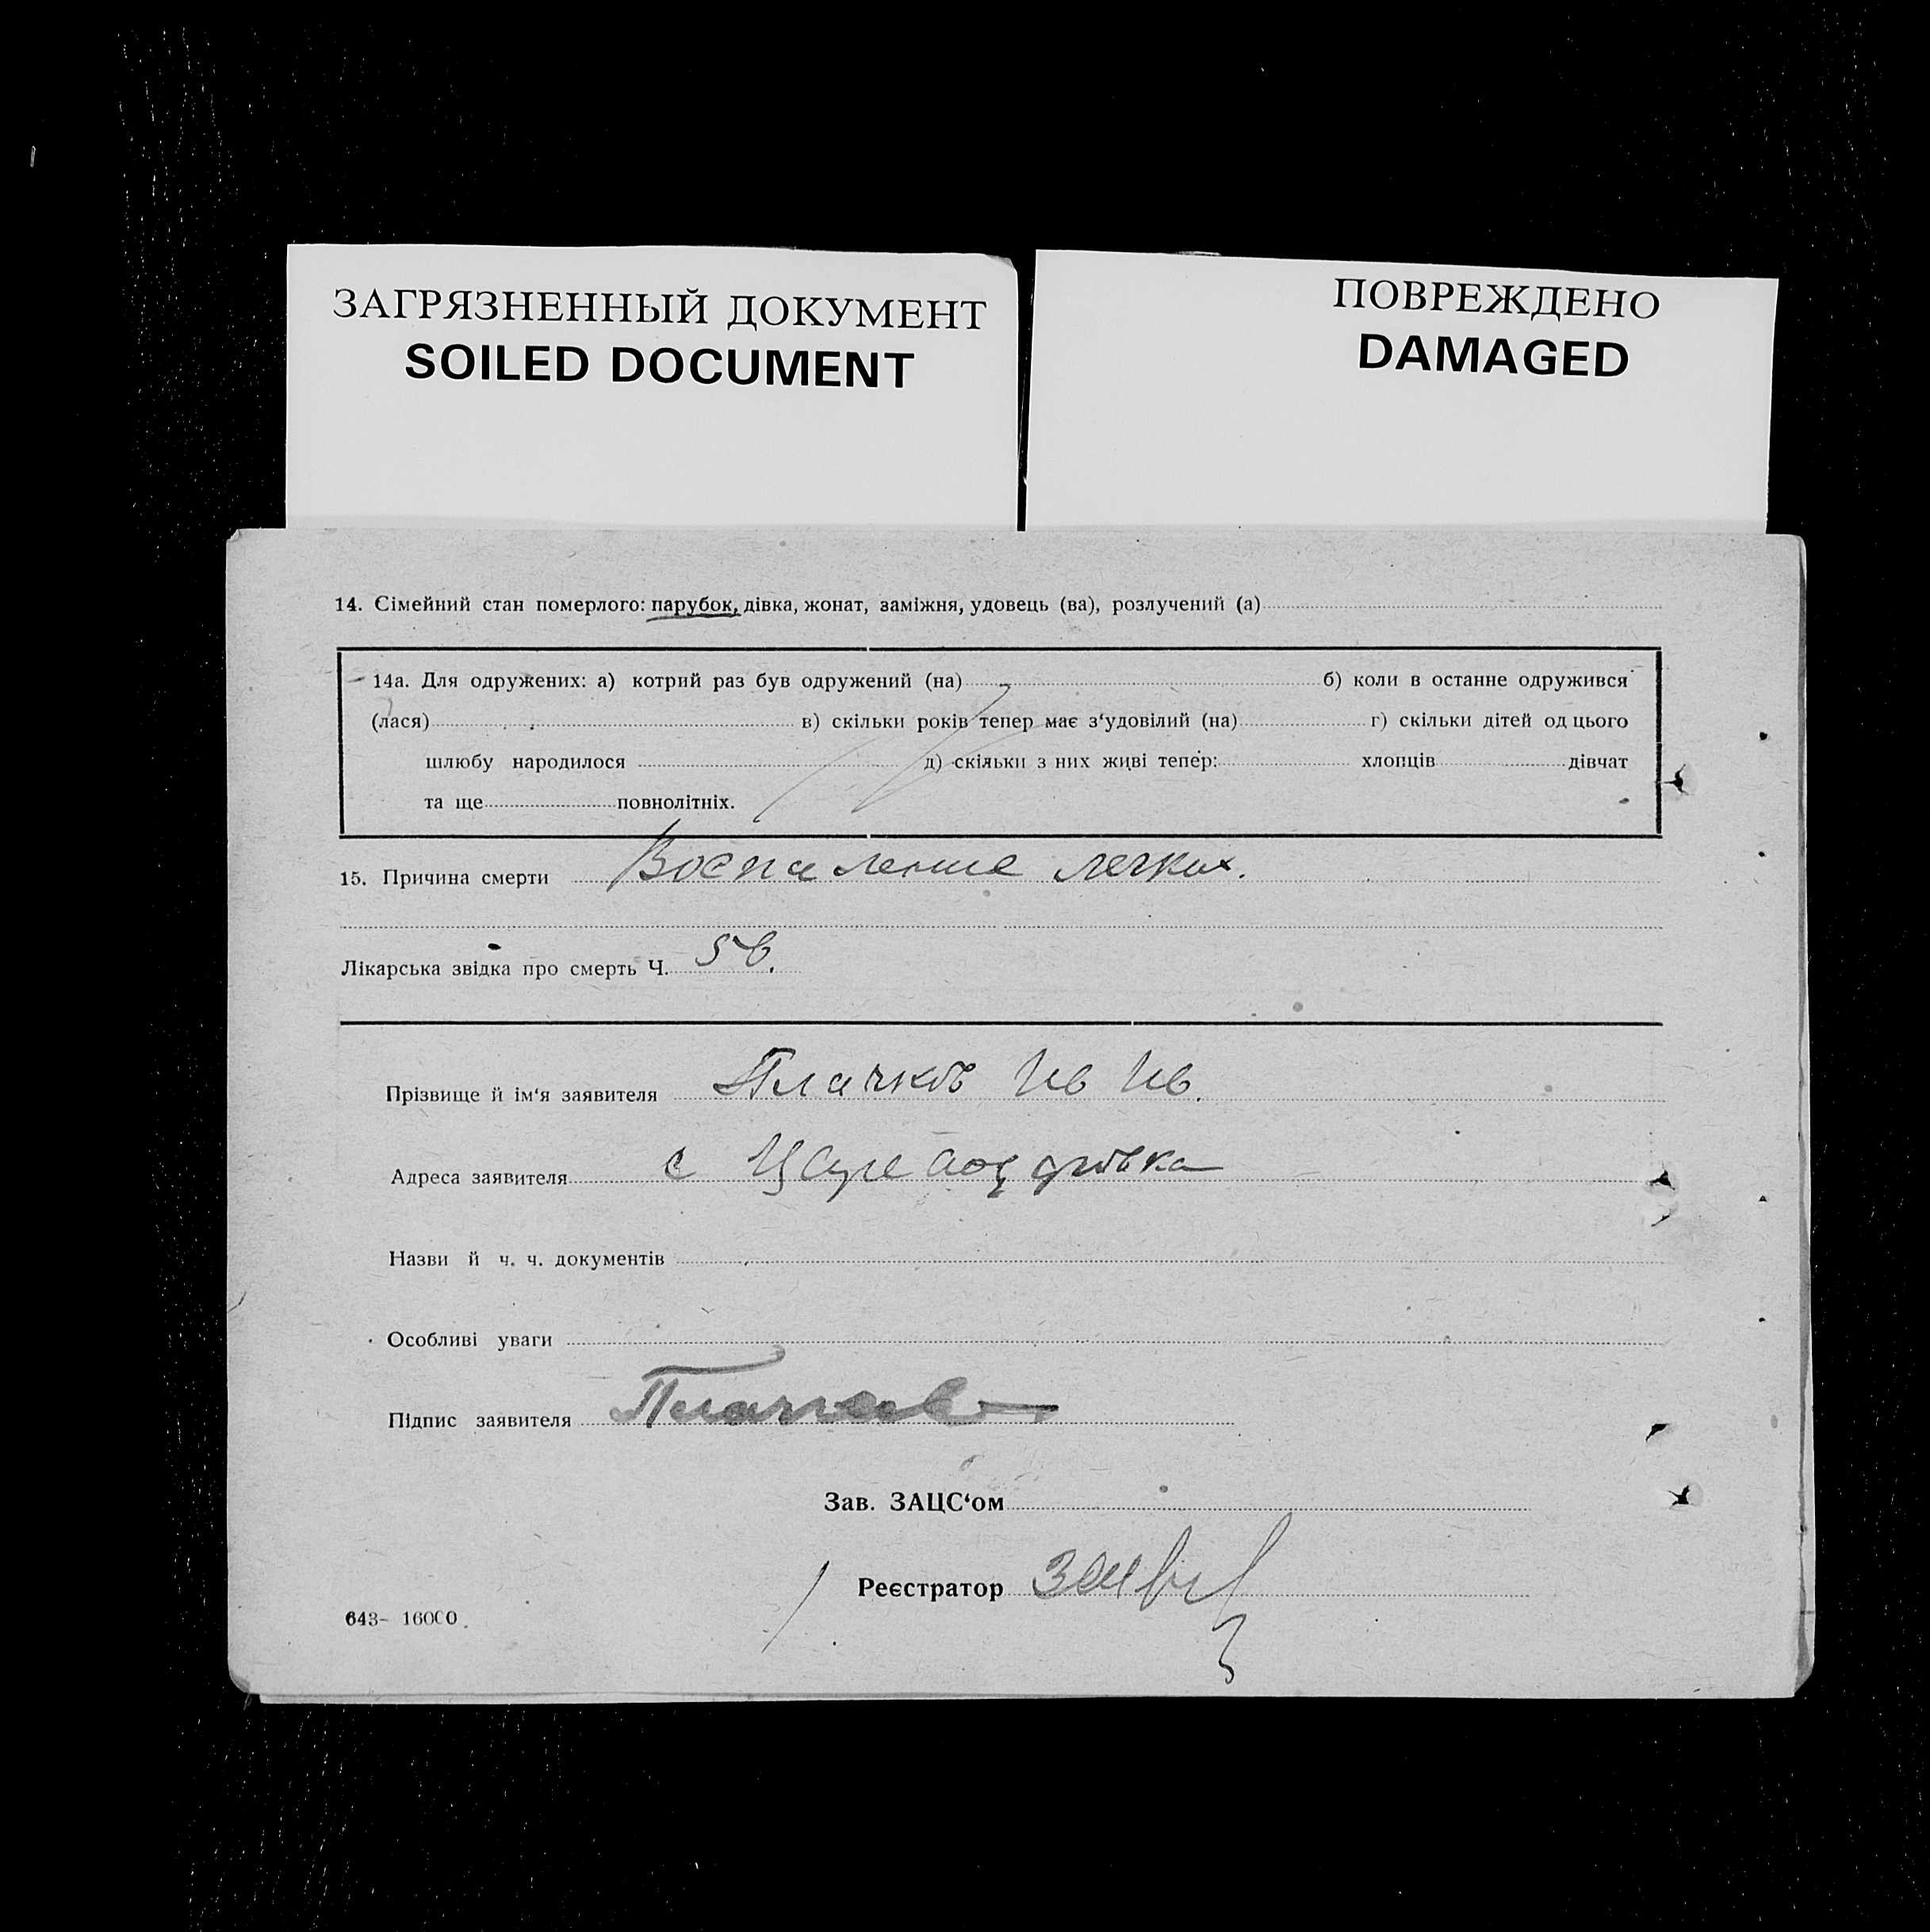 ЗАГРЯЗНЕННЫЙ ДОКУМЕНТ
SOILED DOCUMENT
ПОВРЕЖДЕНО
DAMAGED
14. Сімейний стан померлого: парубок, дівка, жонат, заміжня, удовець (ва), розлучений (а)
14а. Для одружених: а) котрий раз був одружений (на) б) коли в останне одружився
(лася) в) скільки років тепер має з‘удовілий (на) г) скільки дітей од цього
шлюбу народилося д) скільки з них живі тепер: хлопців дівчат
та ще повнолітніх.
15. Причина смерти Воспаление легких.
Лікарська звідка про смерть Ч. 56.
Прізвище й ім‘я заявителя Плачков Ив Ив.
Адреса заявителя с
Назви й ч. ч. документів
Особливі уваги
Підпис заявителя Плачков
Зав. ЗАЦС‘ом
Реєстратор
643- 16000.